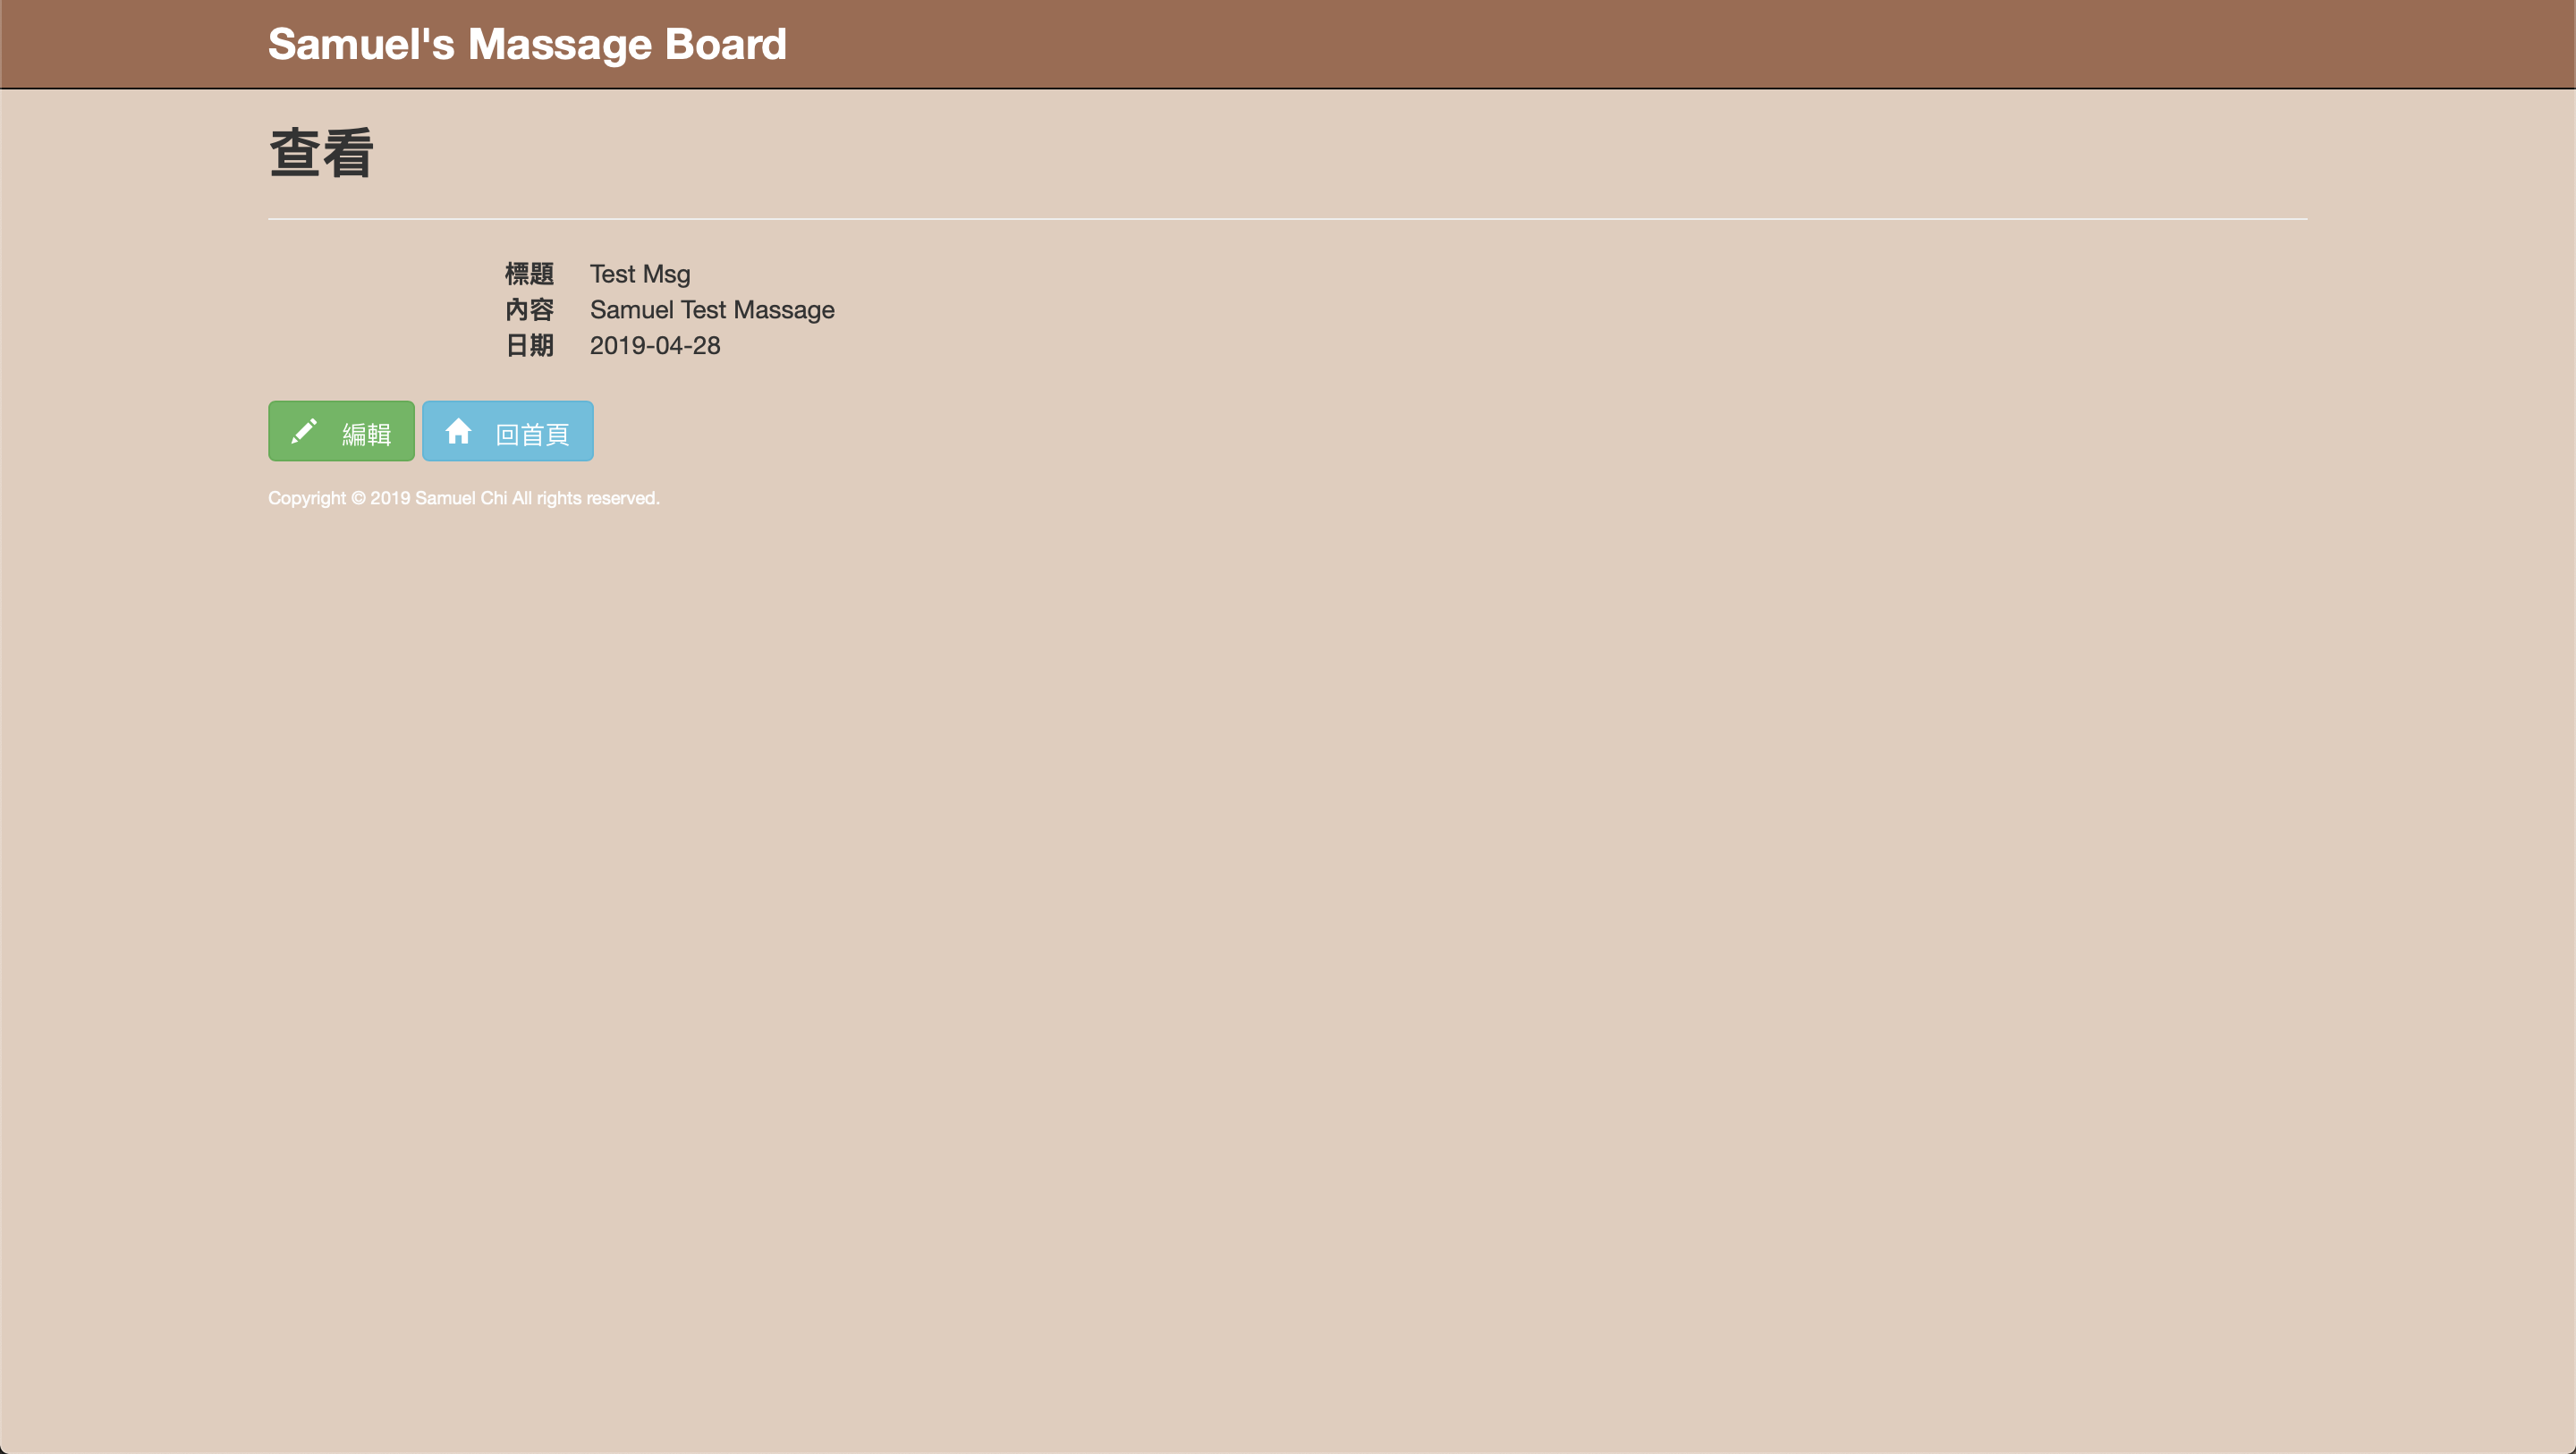 Samuel's Massage Board
查看
標題 Test Msg
內容 Samuel Test Massage
日期 2019-04-28
編輯 回首頁
Copyright © 2019 Samuel Chi All rights reserved.